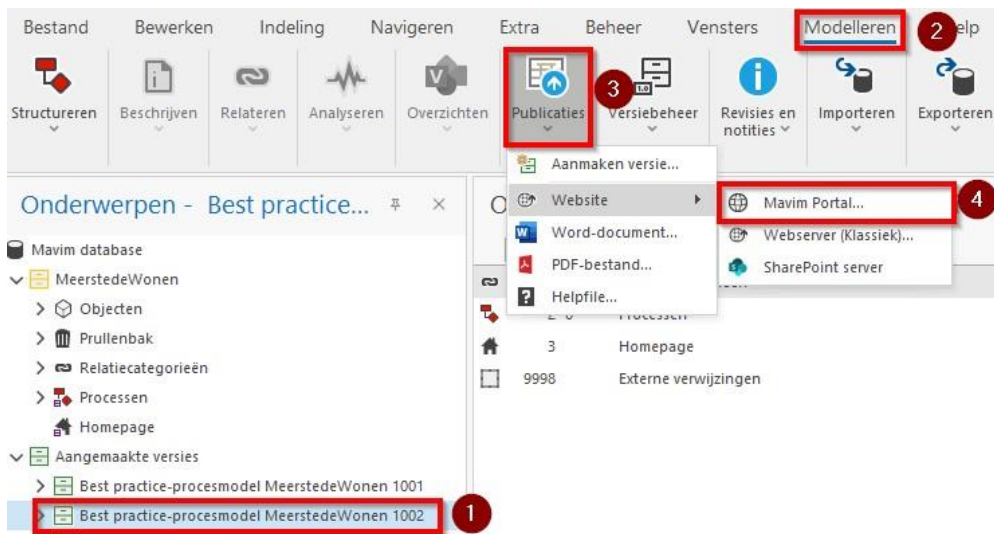 Bestand Bewerken Indeling Navigeren Extra Beheer Vensters Modelleren 2 elp
Structureren Beschrijven Relateren Analyseren Overzichten Publicaties 3 Versiebeheer Revisies en notities Importeren Exporteren
Aanmaken versie...
Onderwerpen - Best practice...
Website
Mavim Portal... 4
Mavim database
Word-document...
Webserver (Klassiek)...
MeerstedeWonen
PDF-bestand...
SharePoint server
Objecten
Helpfile...
Prullenbak
3 Homepage
Relatiecategorieën
9998 Externe verwijzingen
Processen
Homepage
Aangemaakte versies
Best practice-procesmodel MeerstedeWonen 1001
Best practice-procesmodel MeerstedeWonen 1002 1